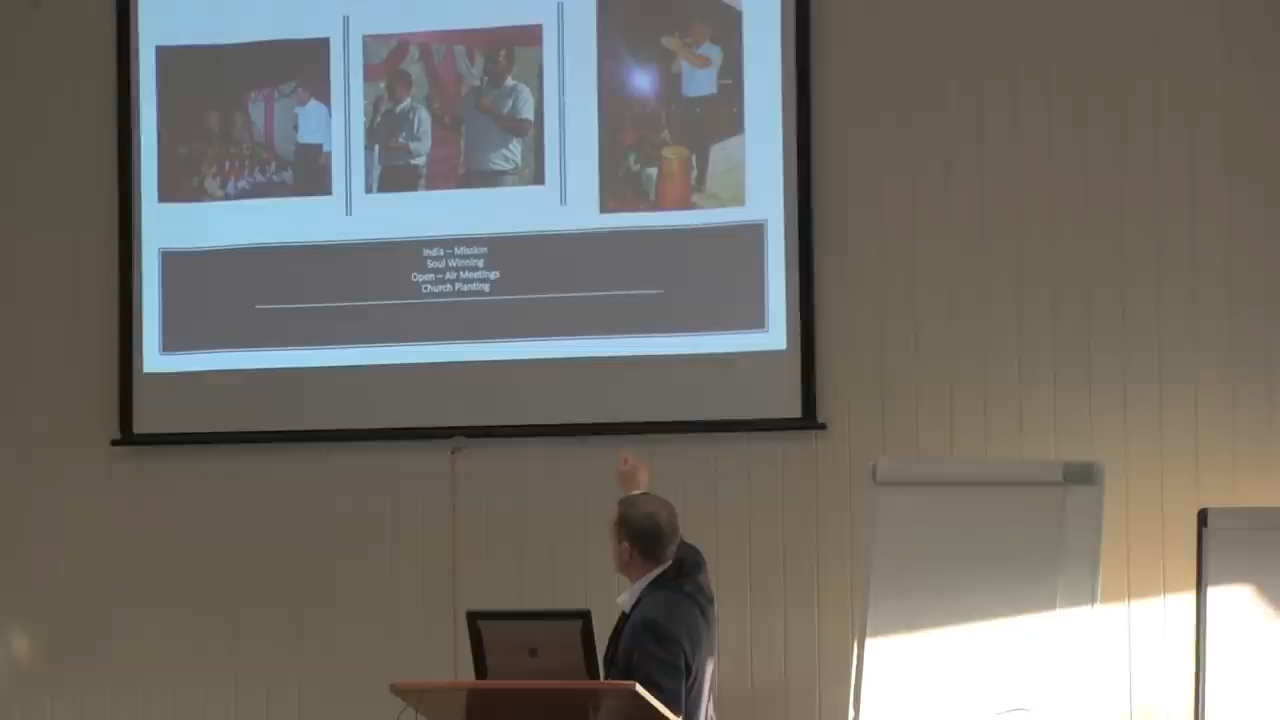 India – Mission
Soul Winning
Open – Air Meetings
Church Planting